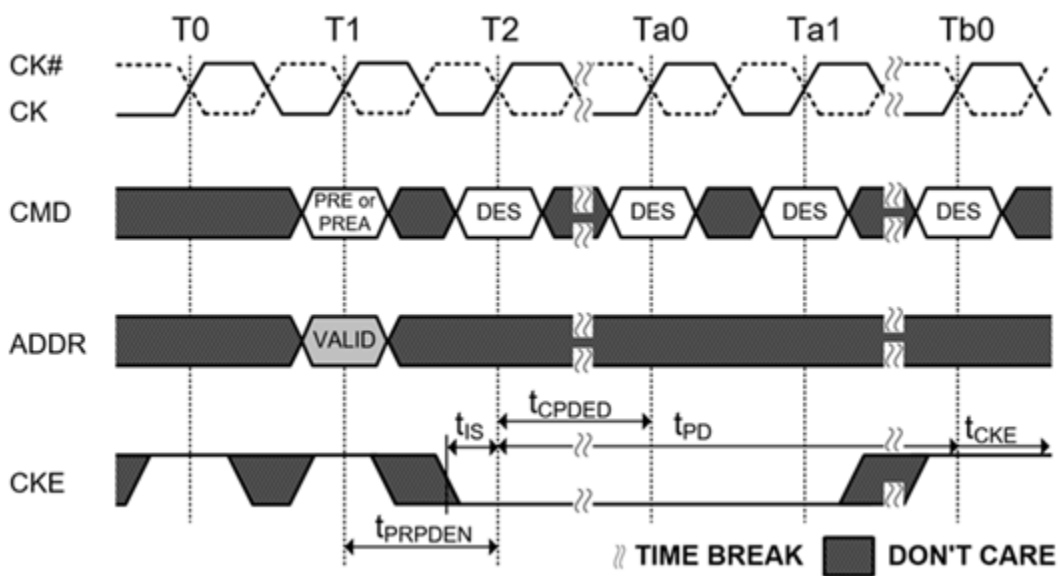 T0 T1 T2 Ta0 Ta1 Tb0
CK#
CK
CMD
PRE or
PREA
DES DES DES DES
ADDR
VALID
tCPDED
tIS tPD tCKE
CKE
tPRPDEN
TIME BREAK DON'T CARE